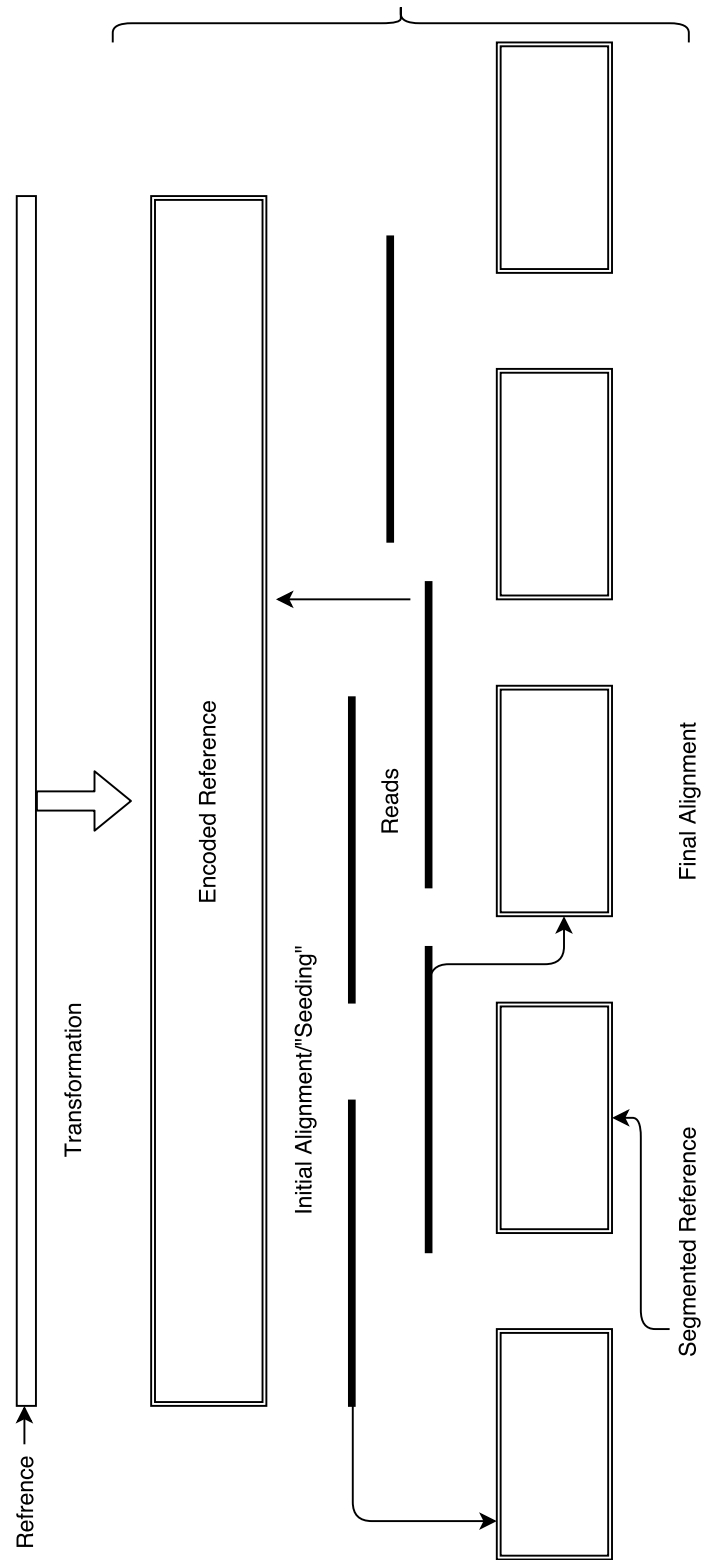 Refrence
Transformation
Encoded Reference
Initial Alignment/"Seeding"
Reads
Segmented Reference
Final Alignment